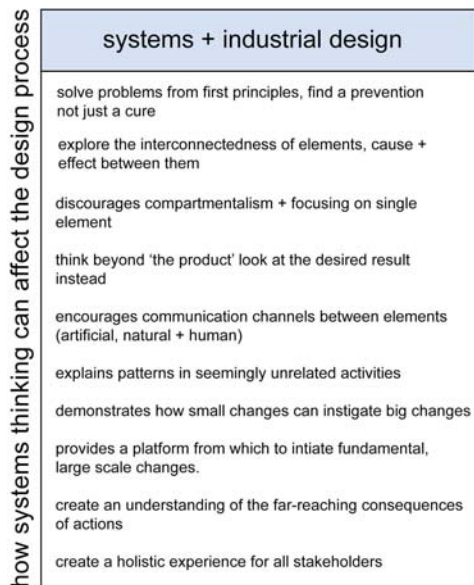 how systems thinking can affect the design process
systems + industrial design
solve problems from first principles, find a prevention
not just a cure
explore the interconnectedness of elements, cause +
effect between them
discourages compartmentalism + focusing on single
element
think beyond 'the product' look at the desired result
instead
encourages communication channels between elements
(artificial, natural + human)
explains patterns in seemingly unrelated activities
demonstrates how small changes can instigate big changes
provides a platform from which to intiate fundamental,
large scale changes.
create an understanding of the far-reaching consequences
of actions
create a holistic experience for all stakeholders